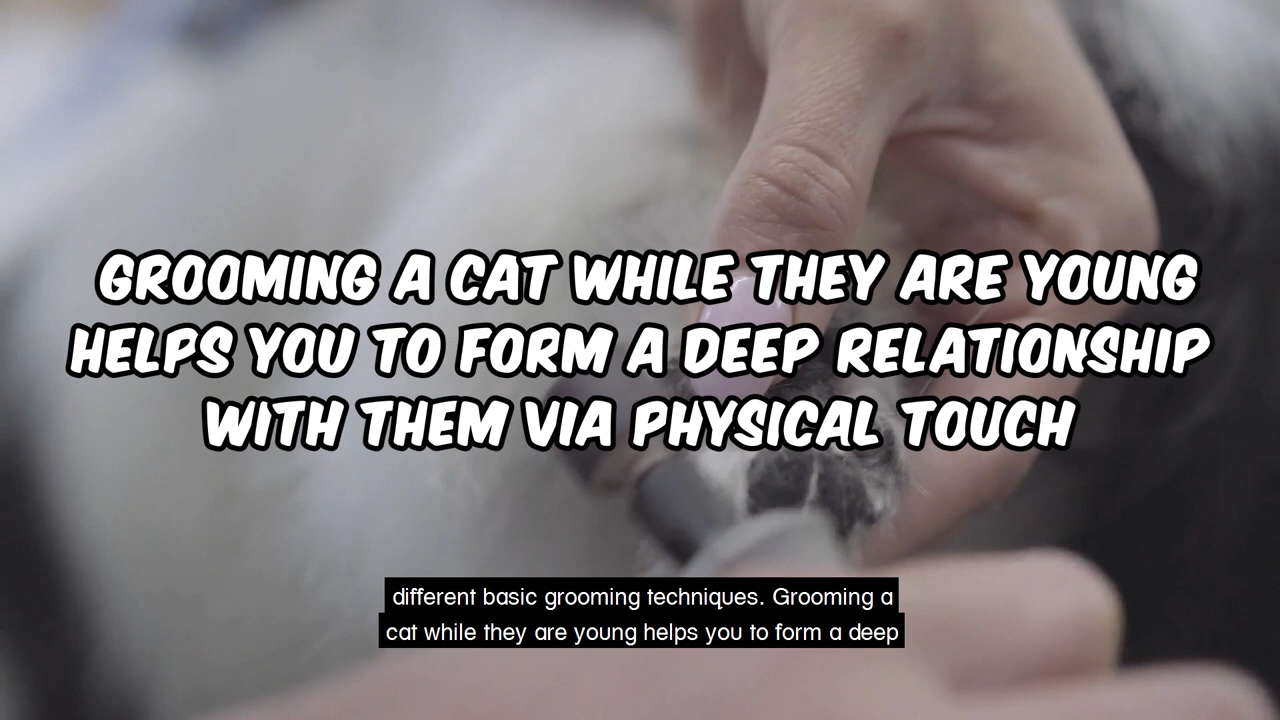 GROOMING A CAT WHILE THEY ARE YOUNG
HELPS YOU TO FORM A DEEP RELATIONSHIP
WITH THEM VIA PHYSICAL TOUCH
different basic grooming techniques. Grooming a
cat while they are young helps you to form a deep